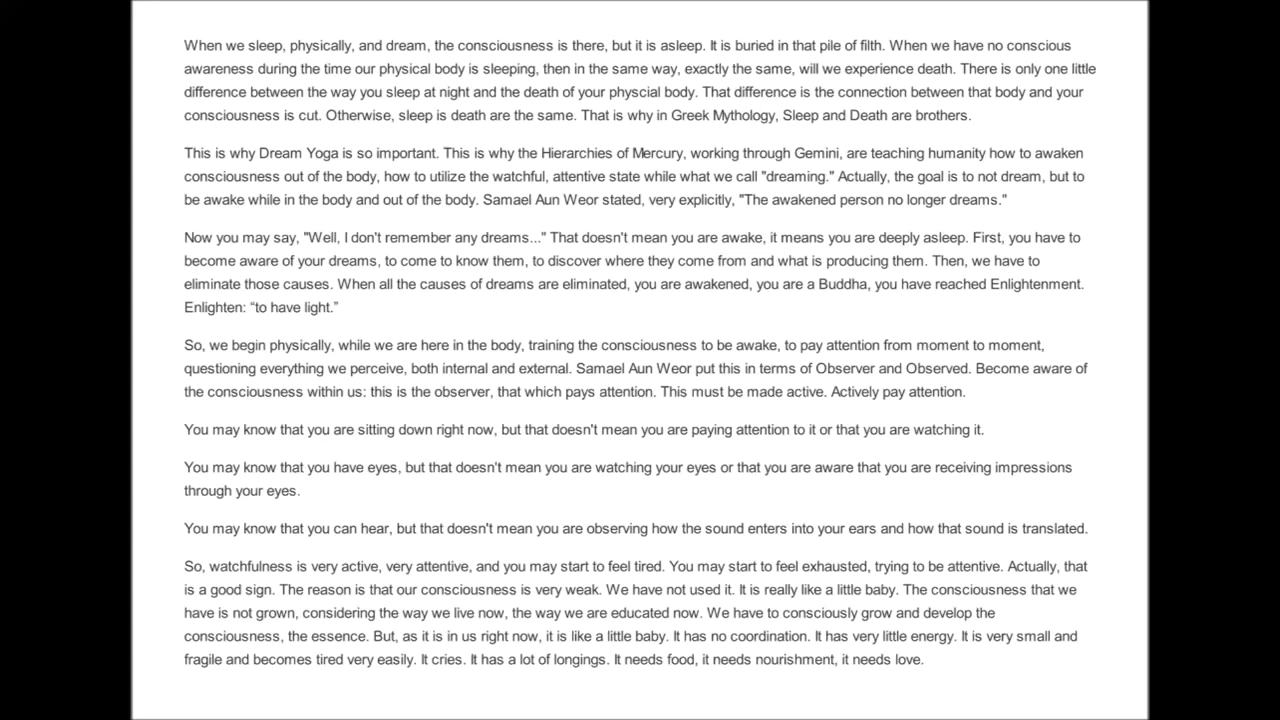 When we sleep, physically, and dream, the consciousness is there, but it is asleep. It is buried in that pile of filth. When we have no conscious
awareness during the time our physical body is sleeping, then in the same way, exactly the same, will we experience death. There is only one little
difference between the way you sleep at night and the death of your physcial body. That difference is the connection between that body and your
consciousness is cut. Otherwise, sleep is death are the same. That is why in Greek Mythology, Sleep and Death are brothers.
This is why Dream Yoga is so important. This is why the Hierarchies of Mercury, working through Gemini, are teaching humanity how to awaken
consciousness out of the body, how to utilize the watchful, attentive state while what we call "dreaming." Actually, the goal is to not dream, but to
be awake while in the body and out of the body. Samael Aun Weor stated, very explicitly, "The awakened person no longer dreams."
Now you may say, "Well, I don't remember any dreams..." That doesn't mean you are awake, it means you are deeply asleep. First, you have to
become aware of your dreams, to come to know them, to discover where they come from and what is producing them. Then, we have to
eliminate those causes. When all the causes of dreams are eliminated, you are awakened, you are a Buddha, you have reached Enlightenment.
Enlighten: “to have light.”
So, we begin physically, while we are here in the body, training the consciousness to be awake, to pay attention from moment to moment,
questioning everything we perceive, both internal and external. Samael Aun Weor put this in terms of Observer and Observed. Become aware of
the consciousness within us: this is the observer, that which pays attention. This must be made active. Actively pay attention.
You may know that you are sitting down right now, but that doesn't mean you are paying attention to it or that you are watching it.
You may know that you have eyes, but that doesn't mean you are watching your eyes or that you are aware that you are receiving impressions
through your eyes.
You may know that you can hear, but that doesn't mean you are observing how the sound enters into your ears and how that sound is translated.
So, watchfulness is very active, very attentive, and you may start to feel tired. You may start to feel exhausted, trying to be attentive. Actually, that
is a good sign. The reason is that our consciousness is very weak. We have not used it. It is really like a little baby. The consciousness that we
have is not grown, considering the way we live now, the way we are educated now. We have to consciously grow and develop the
consciousness, the essence. But, as it is in us right now, it is like a little baby. It has no coordination. It has very little energy. It is very small and
fragile and becomes tired very easily. It cries. It has a lot of longings. It needs food, it needs nourishment, it needs love.